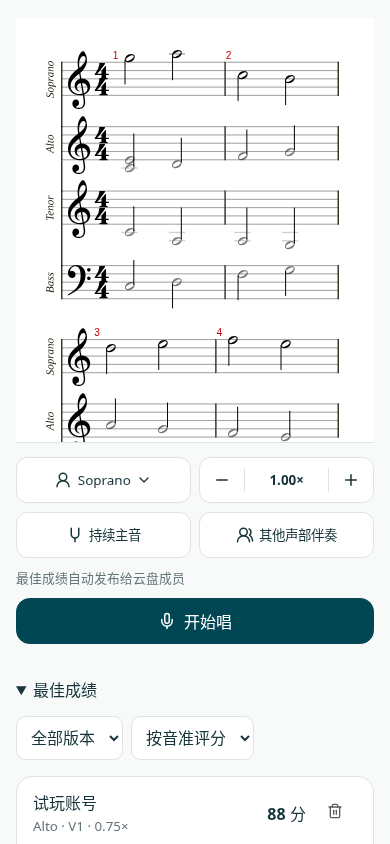 1 2
Soprano
Alto
Tenor
Bass
3 4
Soprano
Alto
Soprano
1.00×
持续主音
其他声部伴奏
最佳成绩自动发布给云盘成员
开始唱
最佳成绩
全部版本 按音准评分
试玩账号
88 分
Alto · V1 · 0.75×